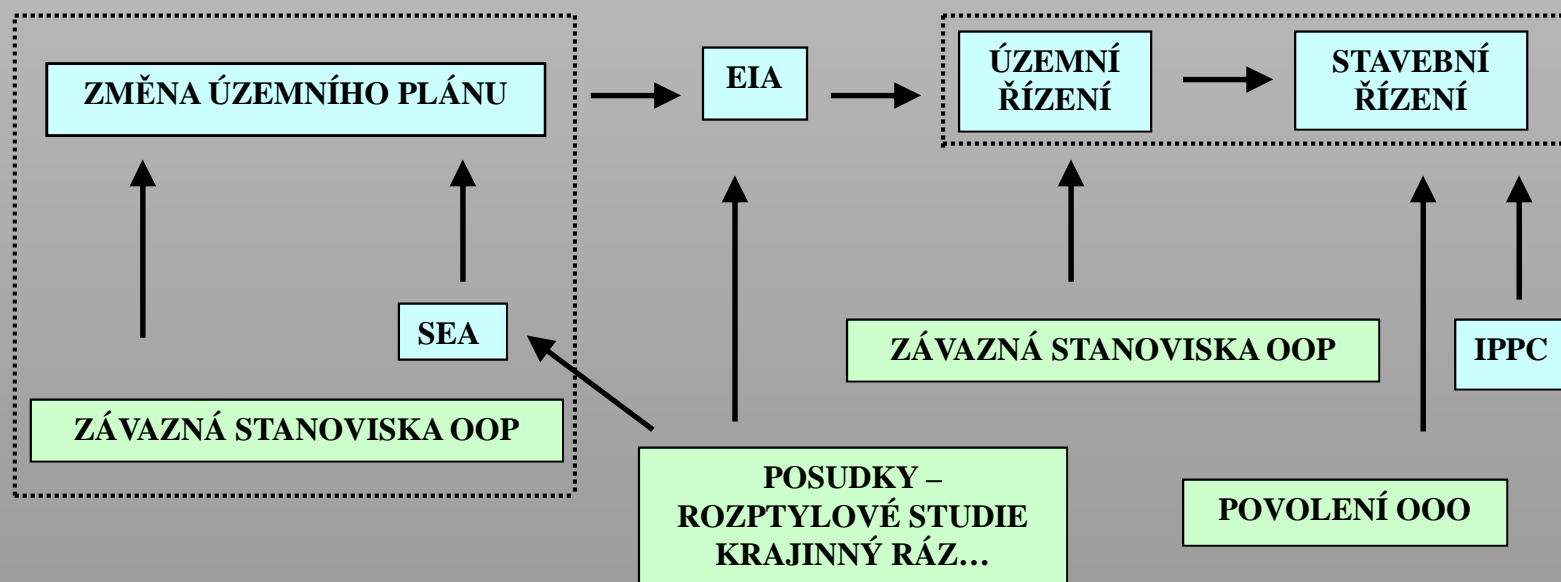 ZMĚNA ÚZEMNÍHO PLÁNU
EIA
ÚZEMNÍ
ŘÍZENÍ
STAVEBNÍ
ŘÍZENÍ
SEA
ZÁVAZNÁ STANOVISKA OOP
IPPC
ZÁVAZNÁ STANOVISKA OOP
POSUDKY –
ROZPTYLOVÉ STUDIE
KRAJINNÝ RÁZ…
POVOLENÍ OOO